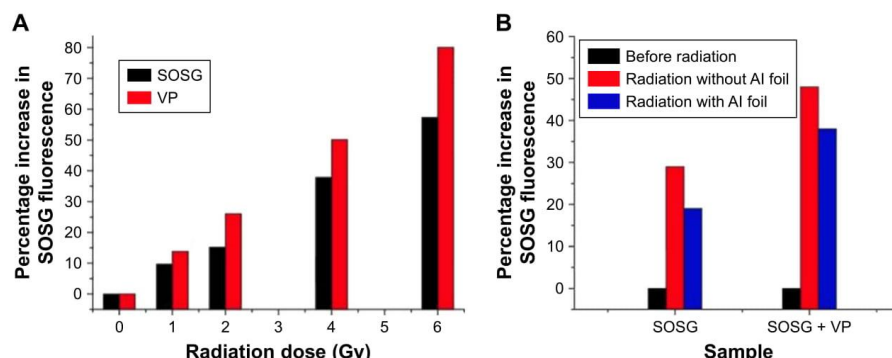 A
Percentage increase in
SOSG fluorescence
80
70
60
50
40
30
20
10
0
SOSG
VP
0 1 2 3 4 5 6
Radiation dose (Gy)
B
Percentage increase in
SOSG fluorescence
60
50
40
30
20
10
0
Before radiation
Radiation without Al foil
Radiation with Al foil
SOSG SOSG + VP
Sample